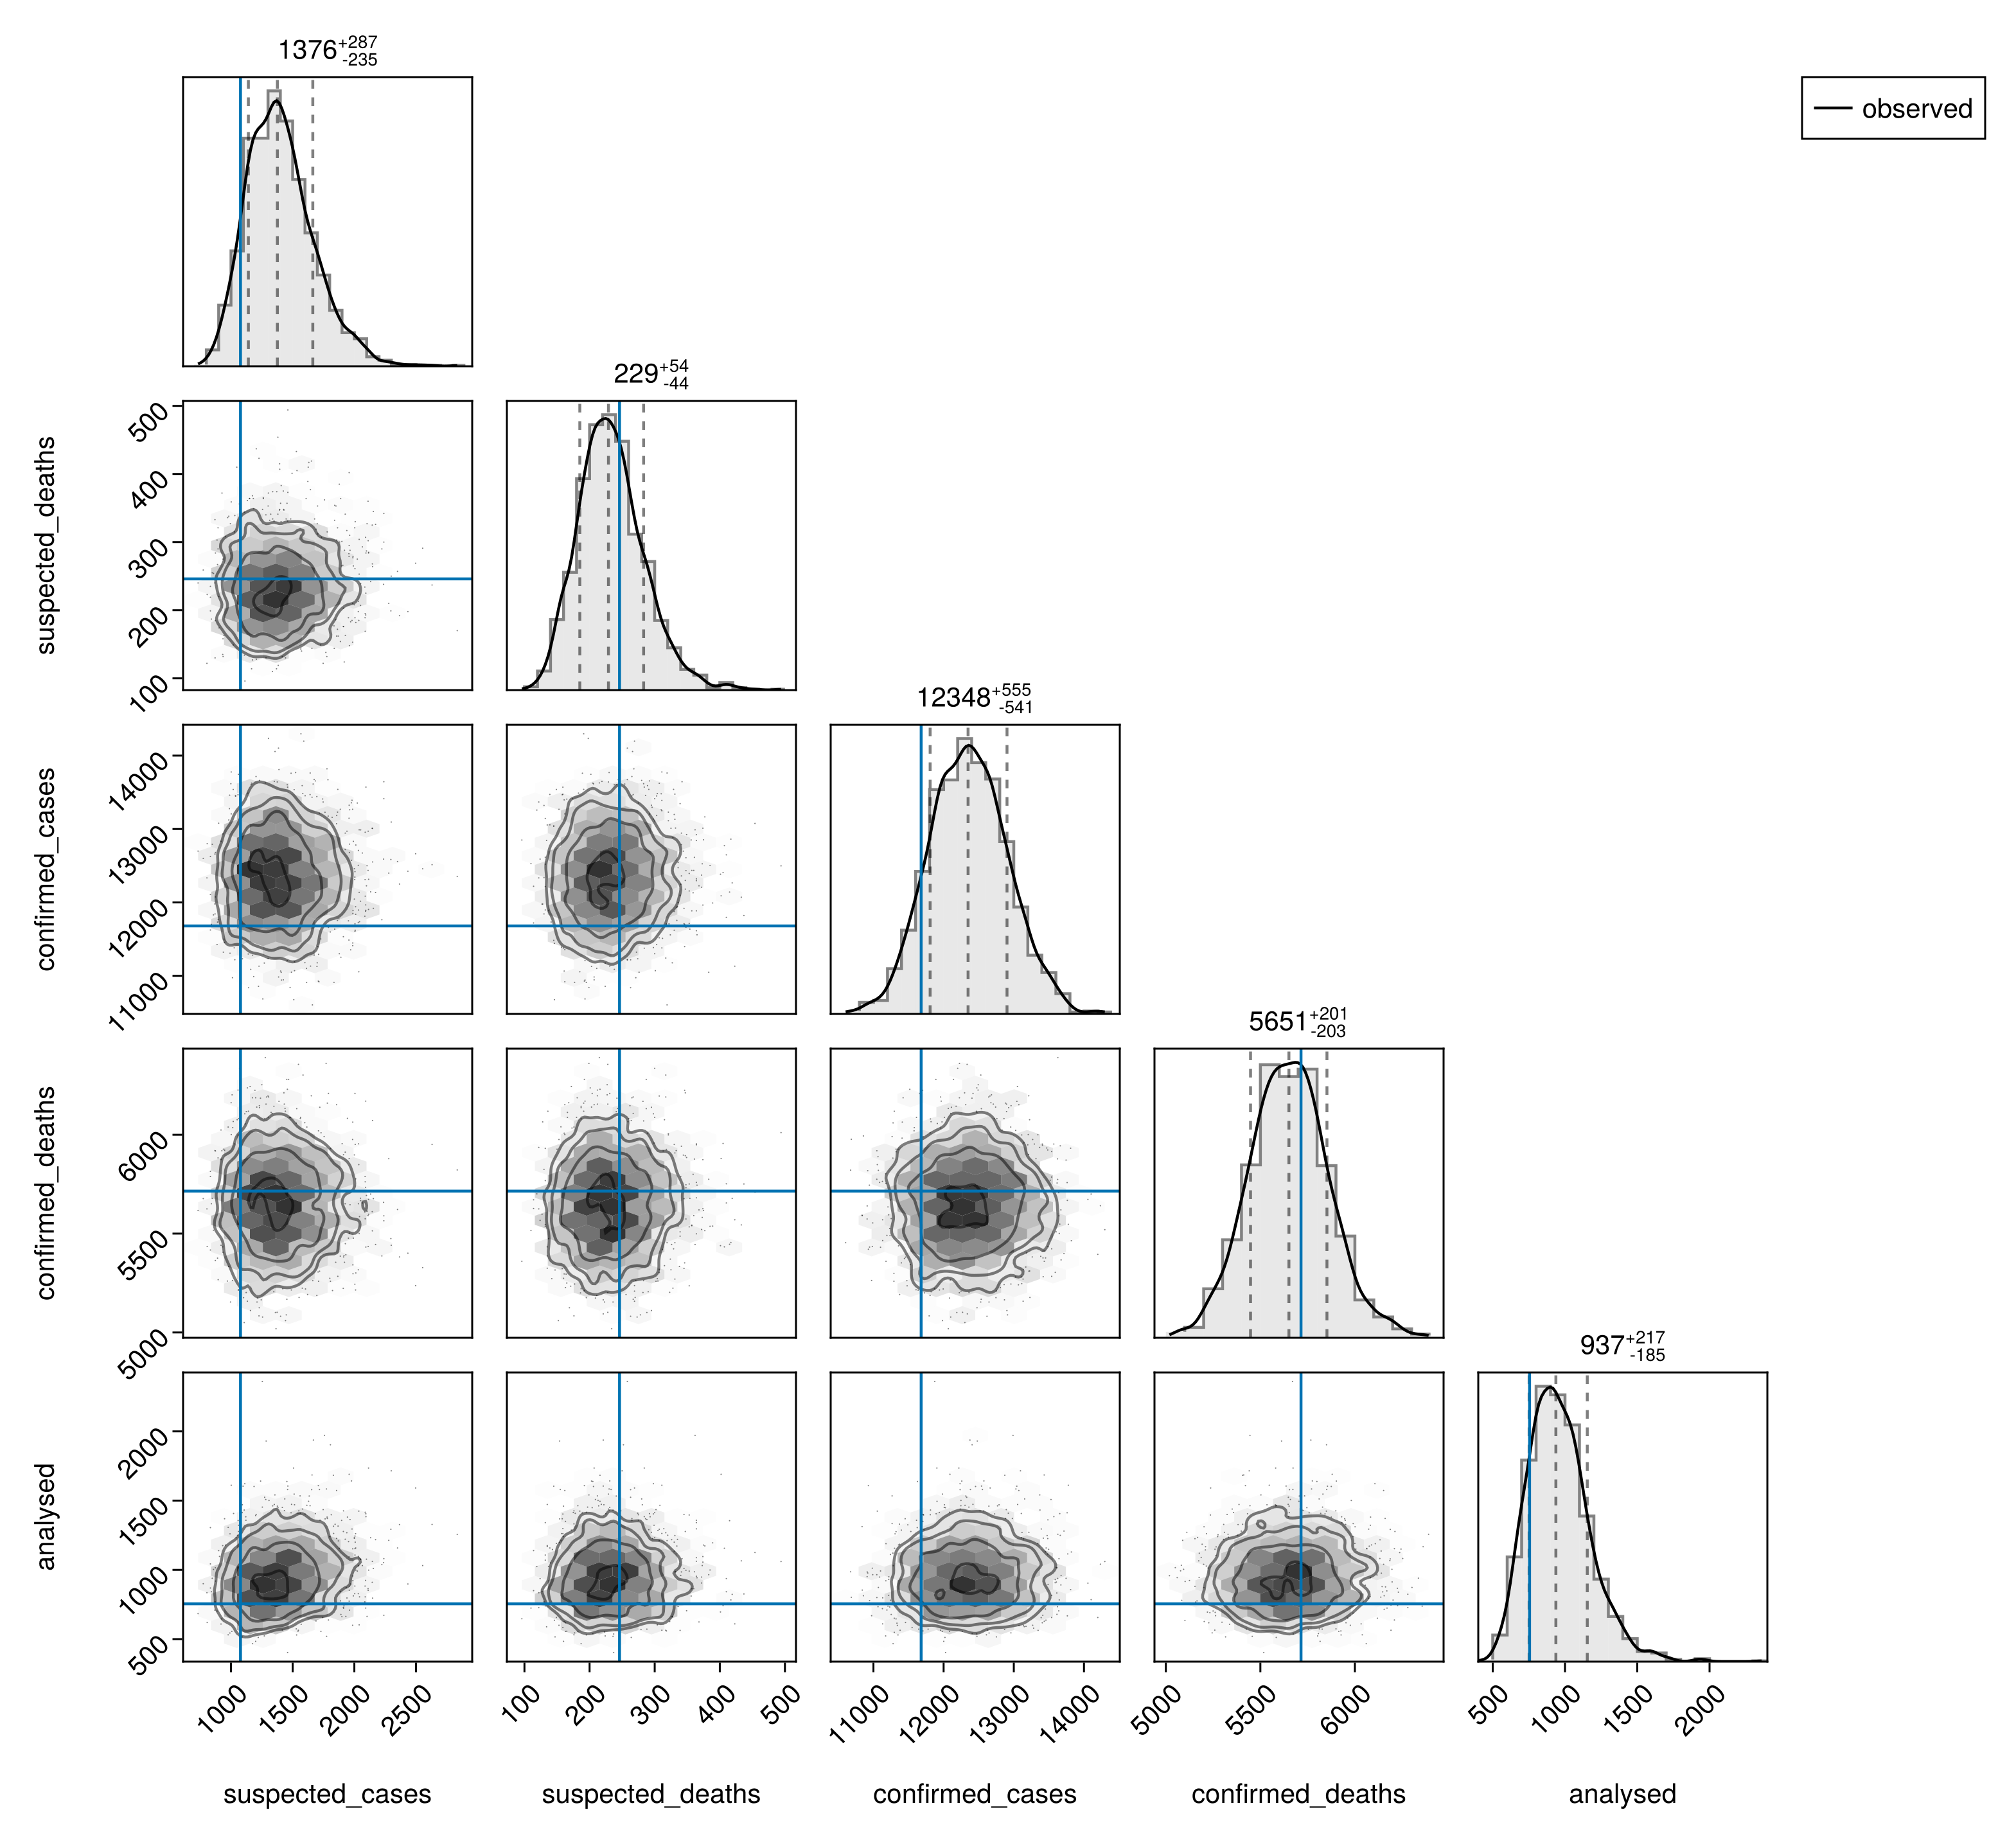 1376+287-235
observed
229+54-44
500
400
300
200
100
suspected_deaths
12348+555-541
14000
13000
12000
11000
confirmed_cases
5651+201-203
6000
5500
5000
confirmed_deaths
937+217-185
2000
1500
1000
500
analysed
1000 1500 2000 2500
100 200 300 400 500
11000 12000 13000 14000
5000 5500 6000
500 1000 1500 2000
suspected_cases suspected_deaths confirmed_cases confirmed_deaths analysed